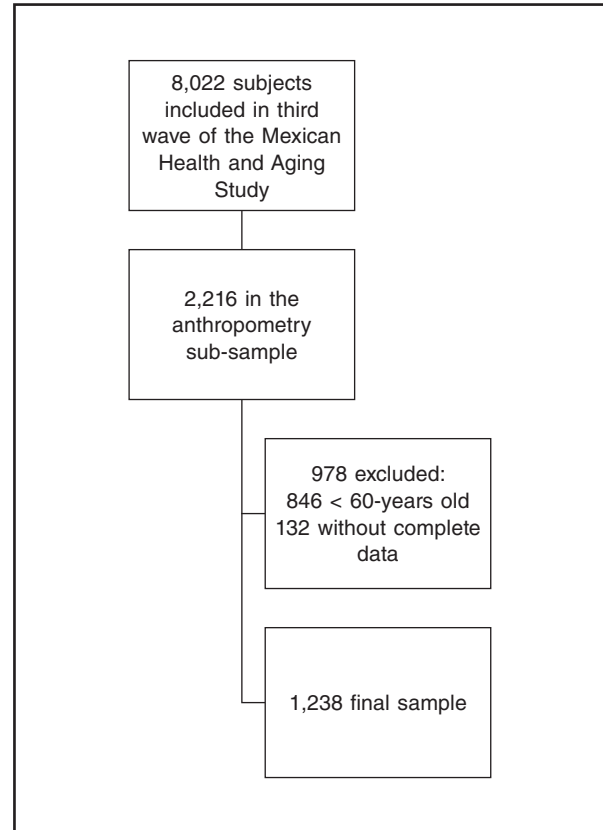 8,022 subjects
included in third
wave of the Mexican
Health and Aging
Study
2,216 in the
anthropometry
sub-sample
978 excluded:
846 < 60-years old
132 without complete
data
1,238 final sample